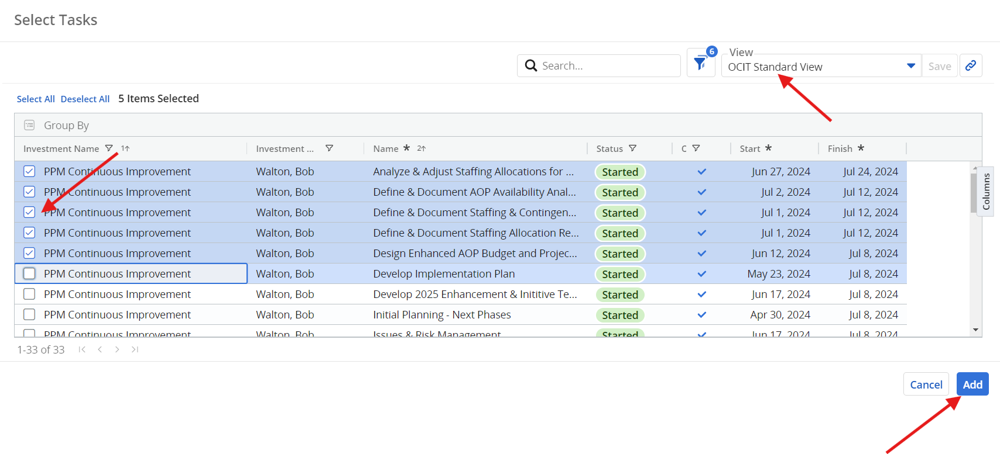 Select Tasks
Search...
6
View
OCIT Standard View
Save
Select All Deselect All 5 Items Selected
Group By
Investment Name 1 Investment ... Name * 2 Status C Start * Finish *
PPM Continuous Improvement Walton, Bob Analyze & Adjust Staffing Allocations for ... Started Jun 27, 2024 Jul 24, 2024
PPM Continuous Improvement Walton, Bob Define & Document AOP Availability Anal... Started Jul 2, 2024 Jul 12, 2024
PPM Continuous Improvement Walton, Bob Define & Document Staffing & Contingen... Started Jul 1, 2024 Jul 12, 2024
PPM Continuous Improvement Walton, Bob Define & Document Staffing Allocation Re... Started Jul 1, 2024 Jul 12, 2024
PPM Continuous Improvement Walton, Bob Design Enhanced AOP Budget and Projec... Started Jun 12, 2024 Jul 8, 2024
PPM Continuous Improvement Walton, Bob Develop Implementation Plan Started May 23, 2024 Jul 8, 2024
PPM Continuous Improvement Walton, Bob Develop 2025 Enhancement & Inititive Te... Started Jun 17, 2024 Jul 8, 2024
PPM Continuous Improvement Walton, Bob Initial Planning - Next Phases Started Apr 30, 2024 Jul 8, 2024
PPM Continuous Improvement Walton, Bob Issues & Risk Management Started Jun 17, 2024 Jul 8, 2024
Columns
1-33 of 33
Cancel Add